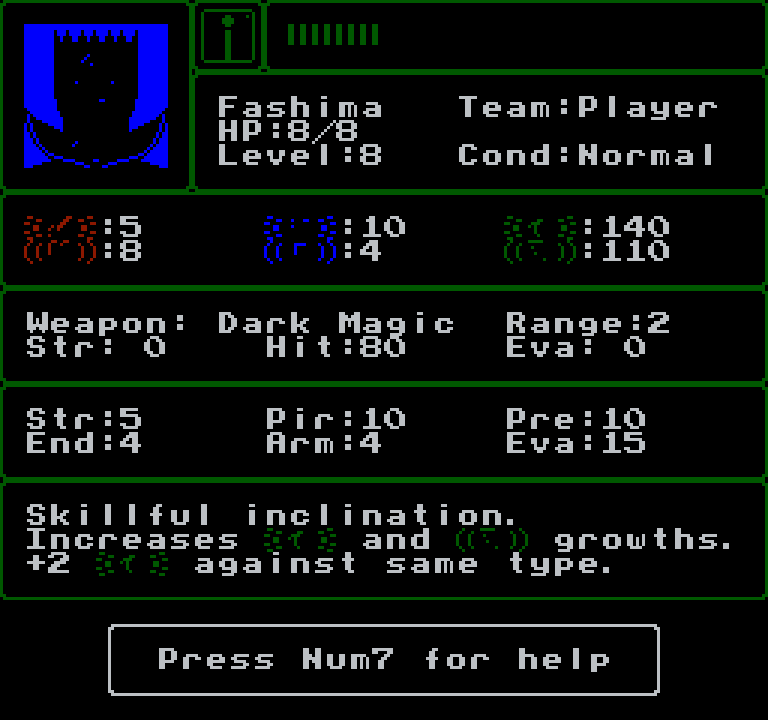 Fashima Team:Player
HP:8/8
Level:8 Cond:Normal
:5 :10 :140
:8 :4 :110
Weapon: Dark Magic Range:2
Str: 0 Hit:80 Eva: 0
Str:5 Pir:10 Pre:10
End:4 Arm:4 Eva:15
Skillful inclination.
Increases and growths.
+2 against same type.
Press Num7 for help